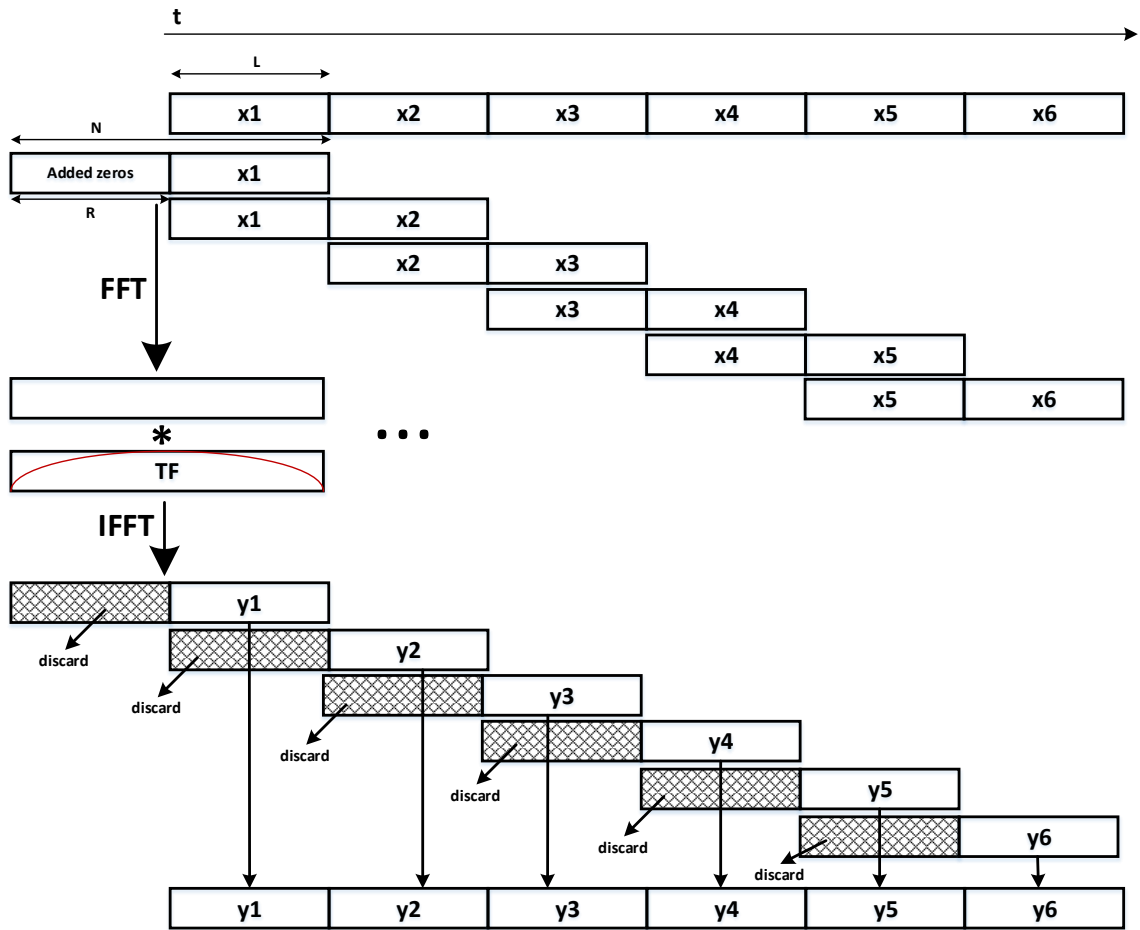 t
L
x1 x2 x3 x4 x5 x6
N
Added zeros x1
R
x1 x2
x2 x3
FFT
x3 x4
x4 x5
x5 x6
* ...
TF
IFFT
y1
discard
y2
discard
y3
discard
y4
discard
y5
discard
y6
discard
y1 y2 y3 y4 y5 y6